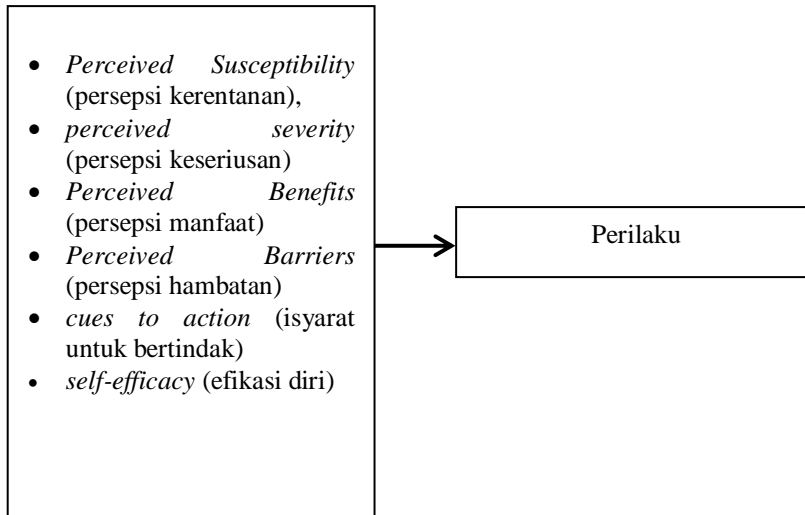 • Perceived Susceptibility
(persepsi kerentanan),
• perceived severity
(persepsi keseriusan)
• Perceived Benefits
(persepsi manfaat)
• Perceived Barriers
(persepsi hambatan)
• cues to action (isyarat
untuk bertindak)
• self-efficacy (efikasi diri)
Perilaku